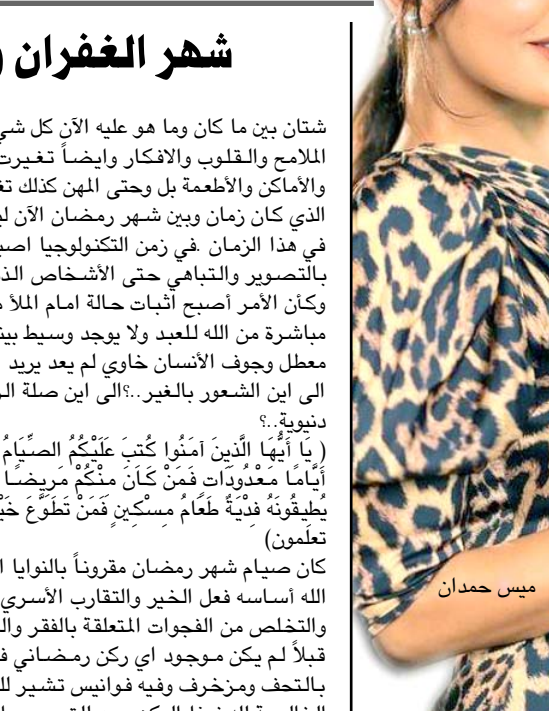 شهر الغفران
شتان بين ما كان وما هو عليه الآن كل
الملامح والقلوب والافكار وايضاً تغيرت
والأماكن والأطعمة بل وحتى المهن كذلك
الذي كان زمان وبين شهر رمضان الآن
في هذا الزمان .في زمن التكنولوجيا
بالتصوير والتباهي حتى الأشخاص
وكأن الأمر أصبح اثبات حالة امام الملأ
مباشرة من الله للعبد ولا يوجد وسيط
معطل وجوف الأنسان خاوي لم يعد يريد
الى اين الشعور بالغير..؟الى اين صلة
دنيوية..؟
( يَا أَيُّهَا الَّذِينَ آمَنُوا كُتِبَ عَلَيْكُمُ الصِّيَامُ
أَيَّامًا مَعْدُودَاتٍ فَمَنْ كَانَ مِنْكُمْ مَرِيضًا
يُطِيقُونَهُ فِدْيَةٌ طَعَامُ مِسْكِينٍ فَمَنْ تَطَوَّعَ
تعلمون)
كان صيام شهر رمضان مقروناً بالنوايا
الله أساسه فعل الخير والتقارب الأسري
والتخلص من الفجوات المتعلقة بالفقر
قبلاً لم يكن موجود اي ركن رمضاني
بالتحف ومزخرف وفيه فوانيس تشير
ميس حمدان